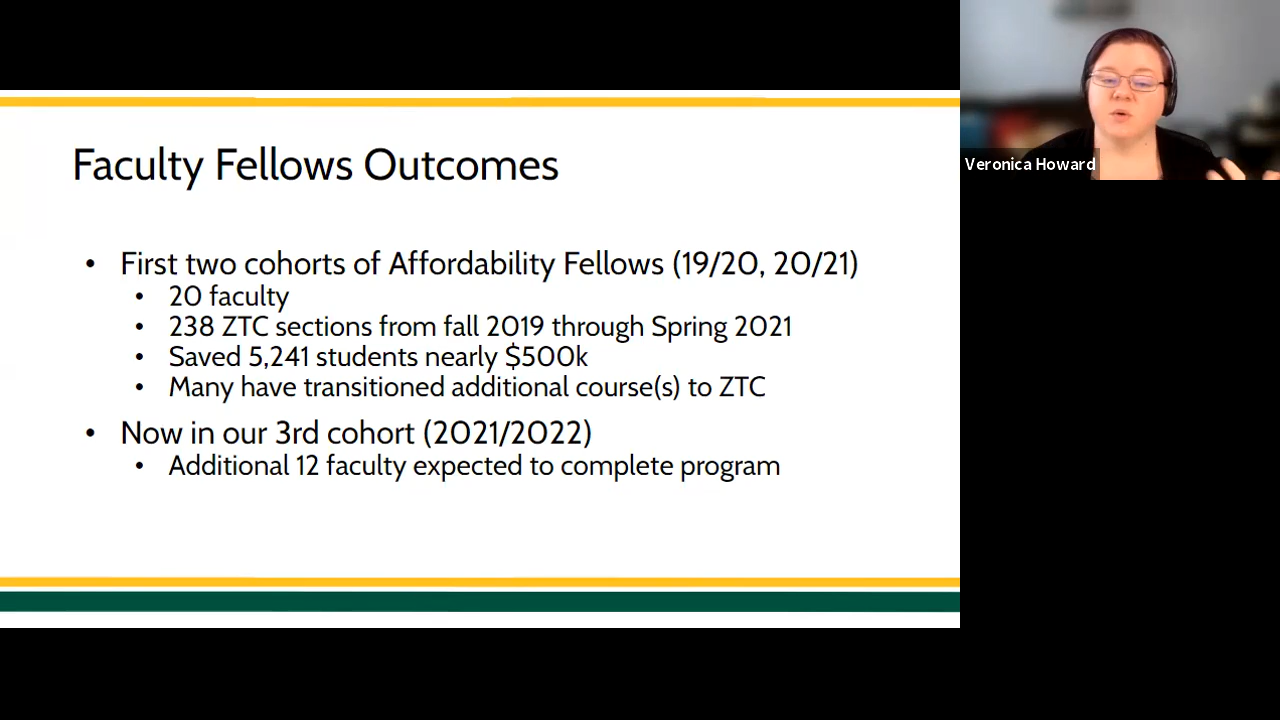 Faculty Fellows Outcomes
• First two cohorts of Affordability Fellows (19/20, 20/21)
• 20 faculty
• 238 ZTC sections from fall 2019 through Spring 2021
• Saved 5,241 students nearly $500k
• Many have transitioned additional course(s) to ZTC
• Now in our 3rd cohort (2021/2022)
• Additional 12 faculty expected to complete program
Veronica Howard